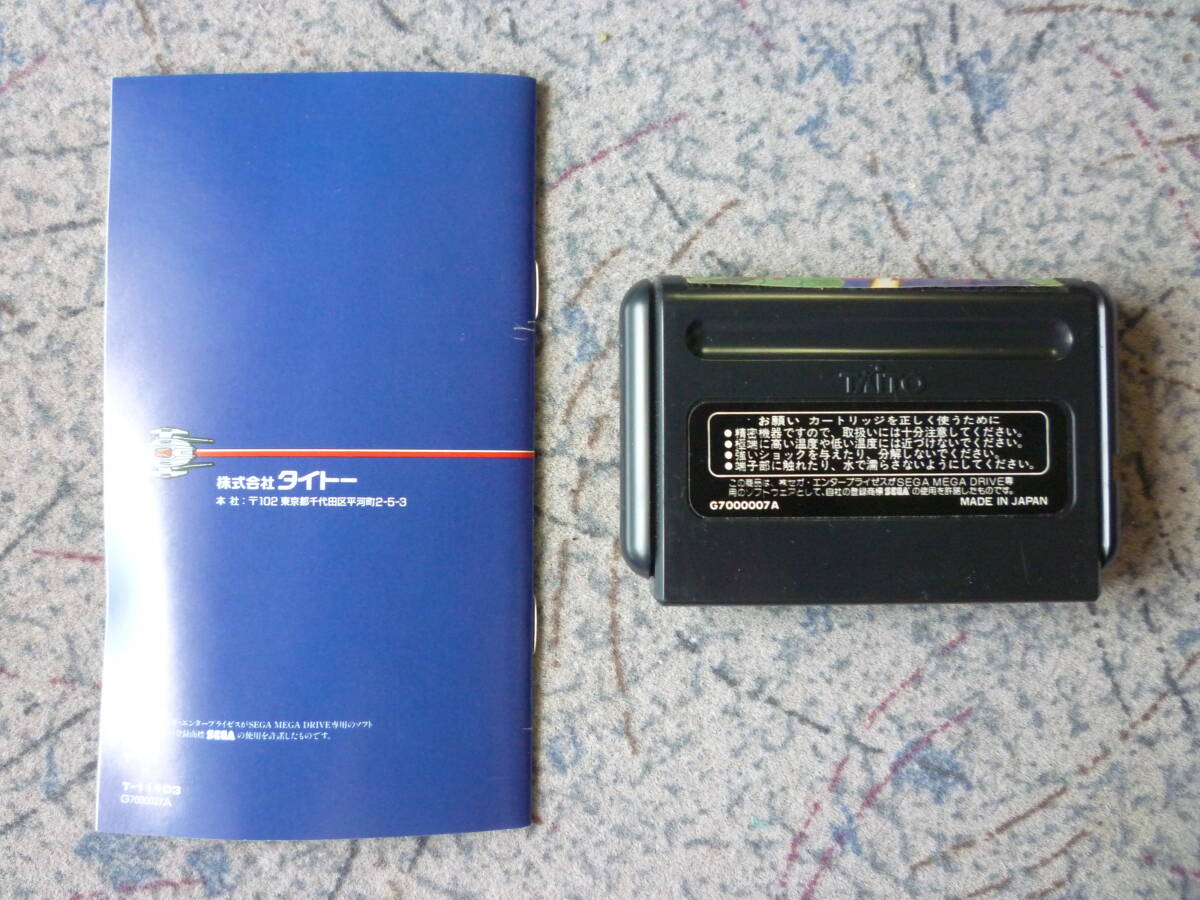 株式会社 タイトー
本 社：〒102 東京都千代田区平河町2-5-3
・エンタープライゼスがSEGA MEGA DRIVE専用のソフト
登録商標 SEGA の使用を許諾したものです。
G7000007A
TAITO
お願い カートリッジを正しく使うために
●精密機器ですので、取扱いには十分注意してください。
●極端に高い温度や低い温度には近づけないでください。
●強いショックを与えたり、分解しないでください。
●端子部に触れたり、水で濡らさないようにしてください。
この商品は、㈱セガ・エンタープライゼスがSEGA MEGA DRIVE専
用のソフトウェアとして、自社の登録商標 SEGA の使用を許諾したものです。
G7000007A MADE IN JAPAN